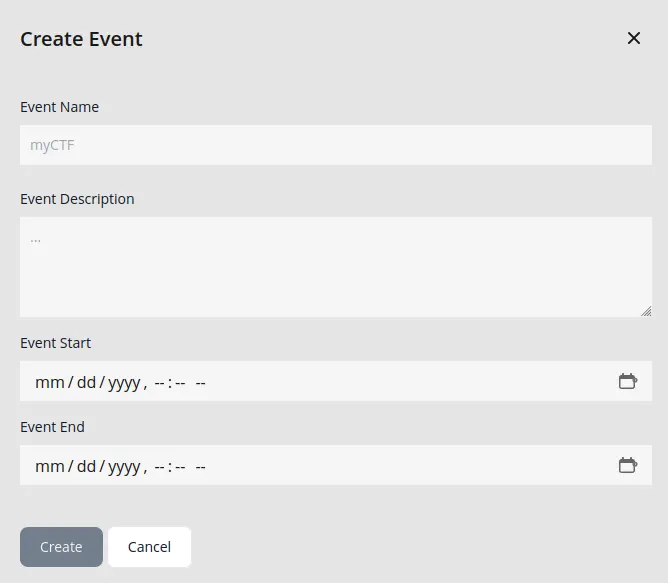 Create Event
Event Name
myCTF
Event Description
...
Event Start
mm/dd/yyyy, --:-- --
Event End
mm/dd/yyyy, --:-- --
Create Cancel